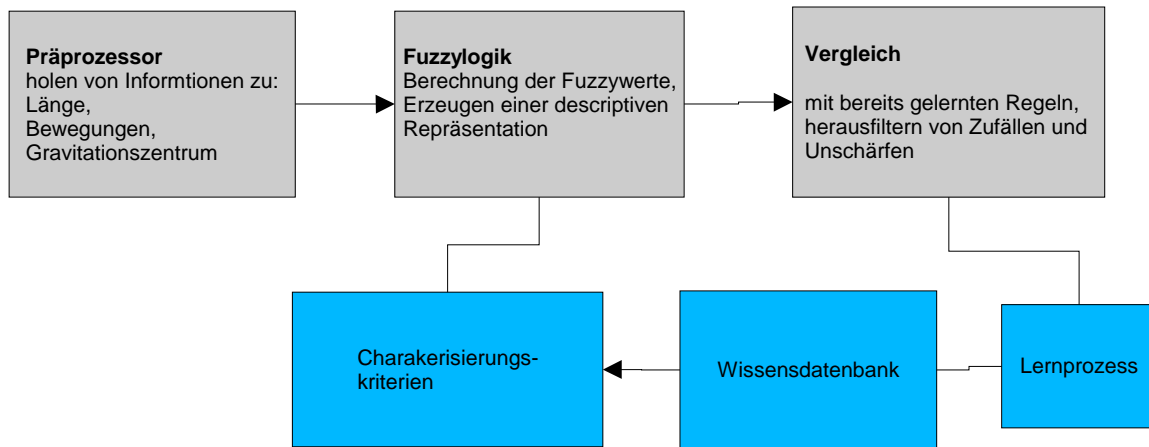 Präprozessor
holen von Informtionen zu:
Länge,
Bewegungen,
Gravitationszentrum
Fuzzylogik
Berechnung der Fuzzywerte,
Erzeugen einer descriptiven
Repräsentation
Vergleich
mit bereits gelernten Regeln,
herausfiltern von Zufällen und
Unschärfen
Charakerisierungs-
kriterien
Wissensdatenbank
Lernprozess